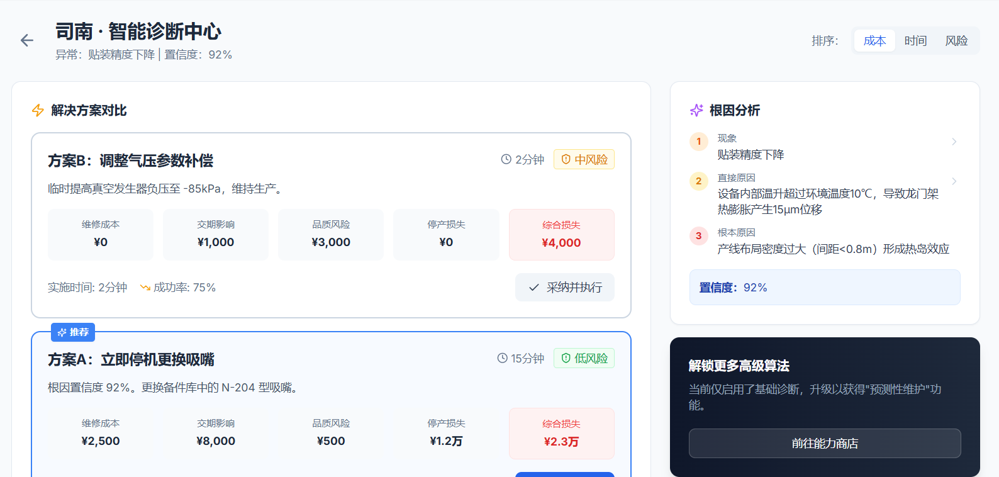 司南 · 智能诊断中心
异常：贴装精度下降 | 置信度：92%
排序：
成本
时间
风险
解决方案对比
方案B：调整气压参数补偿
2分钟
中风险
临时提高真空发生器负压至 -85kPa，维持生产。
维修成本
¥0
交期影响
¥1,000
品质风险
¥3,000
停产损失
¥0
综合损失
¥4,000
实施时间: 2分钟
成功率: 75%
采纳并执行
推荐
方案A：立即停机更换吸嘴
15分钟
低风险
根因置信度 92%。更换备件库中的 N-204 型吸嘴。
维修成本
¥2,500
交期影响
¥8,000
品质风险
¥500
停产损失
¥1.2万
综合损失
¥2.3万
根因分析
1
现象
贴装精度下降
2
直接原因
设备内部温升超过环境温度10℃，导致龙门架
热膨胀产生15μm位移
3
根本原因
产线布局密度过大（间距<0.8m）形成热岛效应
置信度：92%
解锁更多高级算法
当前仅启用了基础诊断，升级以获得"预测性维护"功
能。
前往能力商店